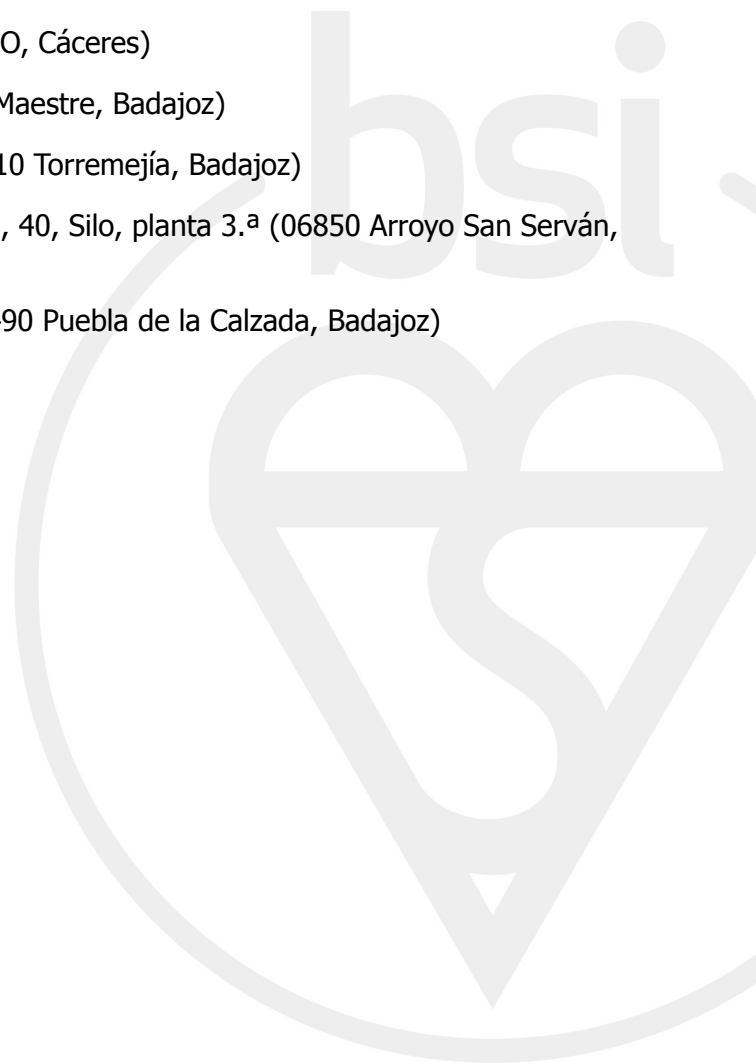 bsi
O, Cáceres)
Maestre, Badajoz)
10 Torremejía, Badajoz)
, 40, Silo, planta 3.ª (06850 Arroyo San Serván,
90 Puebla de la Calzada, Badajoz)